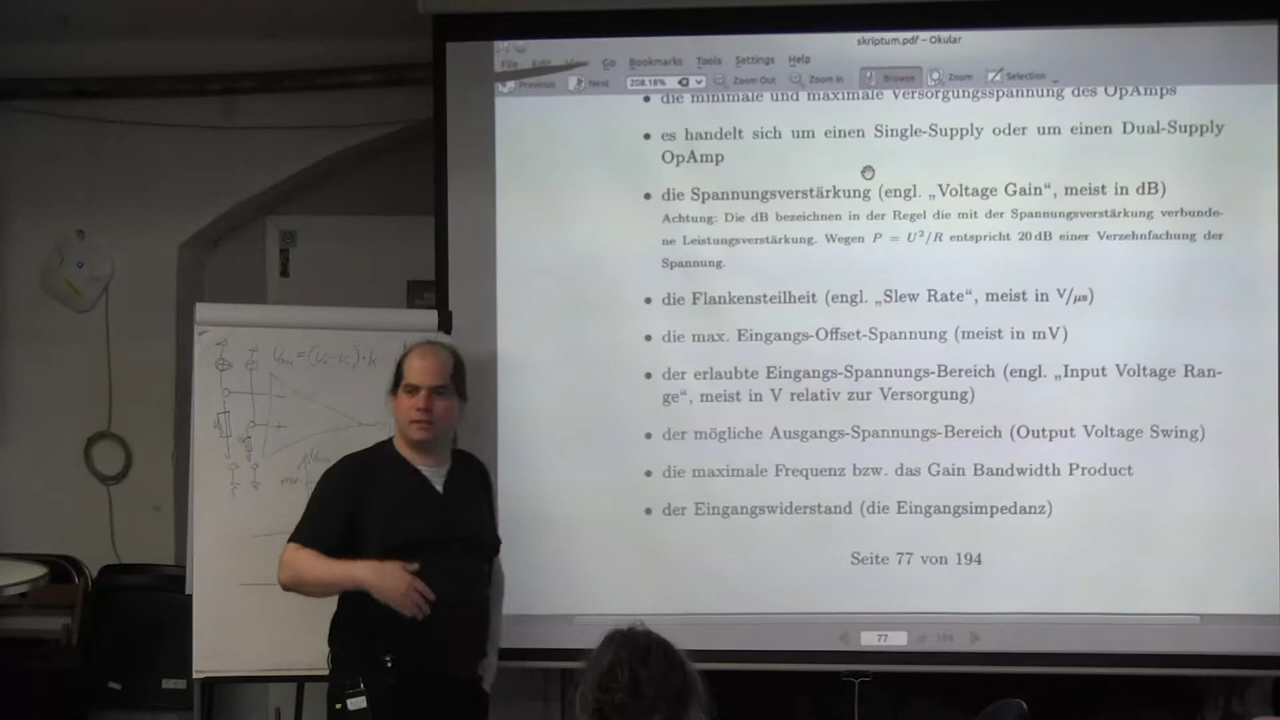 skriptum.pdf – Okular
File Edit View Go Bookmarks Tools Settings Help
Previous Next 208.18% Zoom Out Zoom In Browse Zoom Selection
• die minimale und maximale Versorgungsspannung des OpAmps
• es handelt sich um einen Single-Supply oder um einen Dual-Supply
OpAmp
• die Spannungsverstärkung (engl. „Voltage Gain“, meist in dB)
Achtung: Die dB bezeichnen in der Regel die mit der Spannungsverstärkung verbunde-
ne Leistungsverstärkung. Wegen P = U²/R entspricht 20 dB einer Verzehnfachung der
Spannung.
• die Flankensteilheit (engl. „Slew Rate“, meist in V/μs)
• die max. Eingangs-Offset-Spannung (meist in mV)
• der erlaubte Eingangs-Spannungs-Bereich (engl. „Input Voltage Ran-
ge“, meist in V relativ zur Versorgung)
• der mögliche Ausgangs-Spannungs-Bereich (Output Voltage Swing)
• die maximale Frequenz bzw. das Gain Bandwidth Product
• der Eingangswiderstand (die Eingangsimpedanz)
Seite 77 von 194
77 of 194